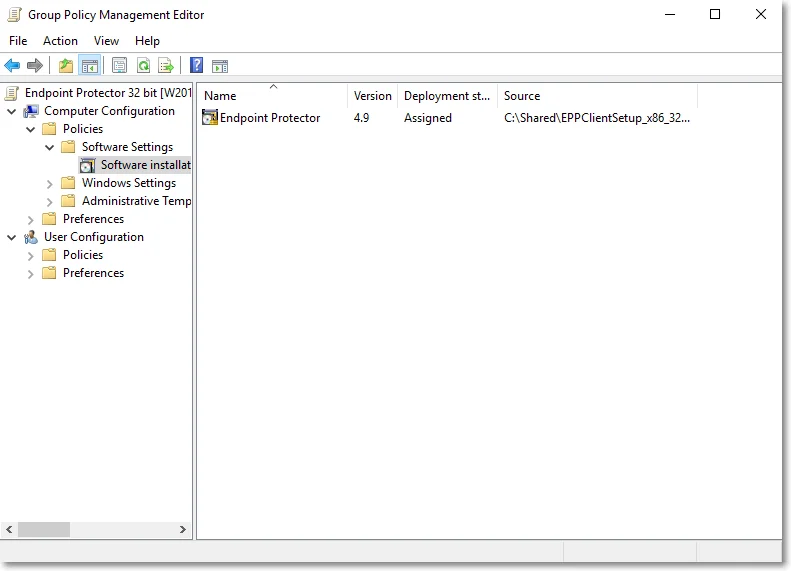 Group Policy Management Editor
File Action View Help
Endpoint Protector 32 bit [W201
Computer Configuration
Policies
Software Settings
Software installat
Windows Settings
Administrative Temp
Preferences
User Configuration
Policies
Preferences
Name Version Deployment st... Source
Endpoint Protector 4.9 Assigned C:\Shared\EPPClientSetup_x86_32...